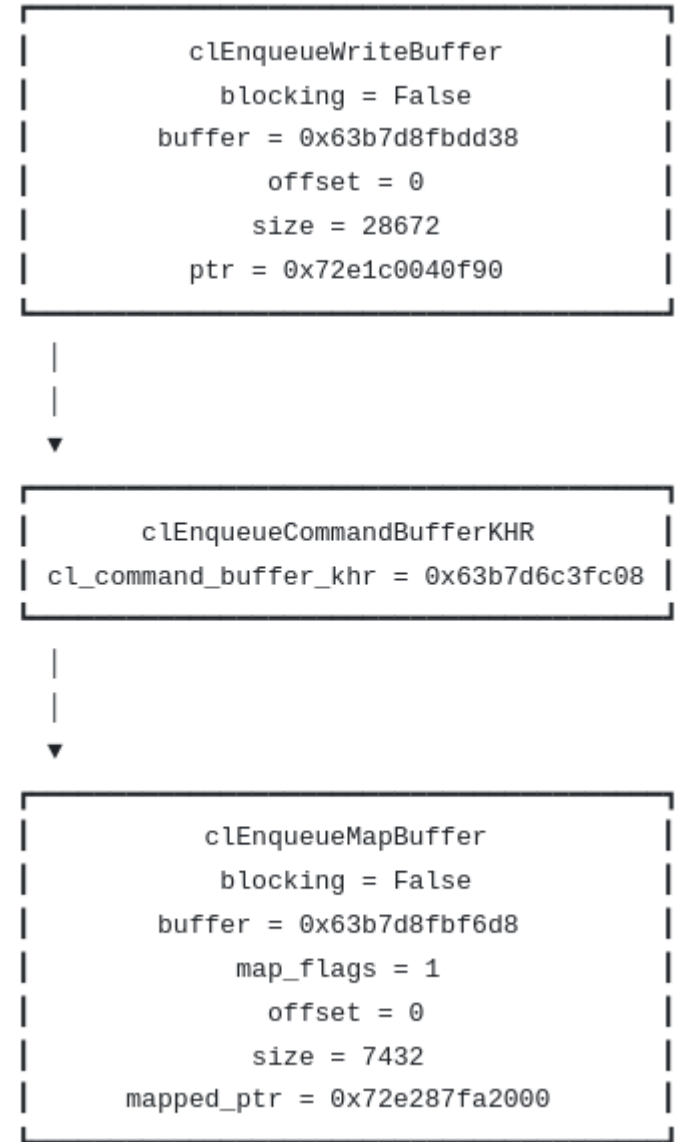 clEnqueueWriteBuffer
blocking = False
buffer = 0x63b7d8fbdd38
offset = 0
size = 28672
ptr = 0x72e1c0040f90
clEnqueueCommandBufferKHR
cl_command_buffer_khr = 0x63b7d6c3fc08
clEnqueueMapBuffer
blocking = False
buffer = 0x63b7d8fbf6d8
map_flags = 1
offset = 0
size = 7432
mapped_ptr = 0x72e287fa2000